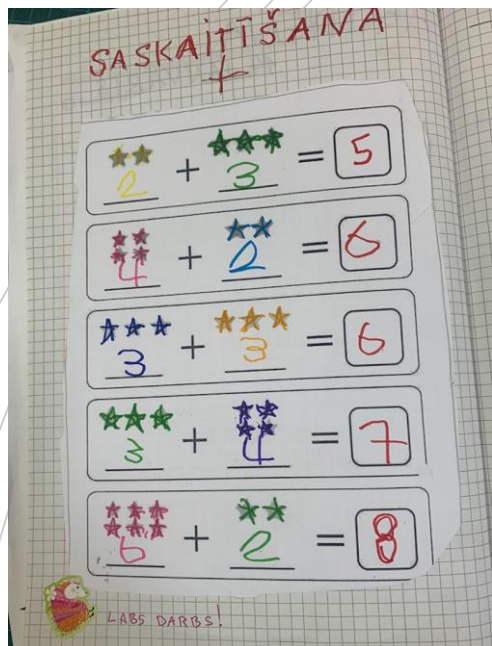 SASKAITĪŠANA
+
2 + 3 = 5
4 + 2 = 6
3 + 3 = 6
3 + 4 = 7
6 + 2 = 8
LABS DARBS!